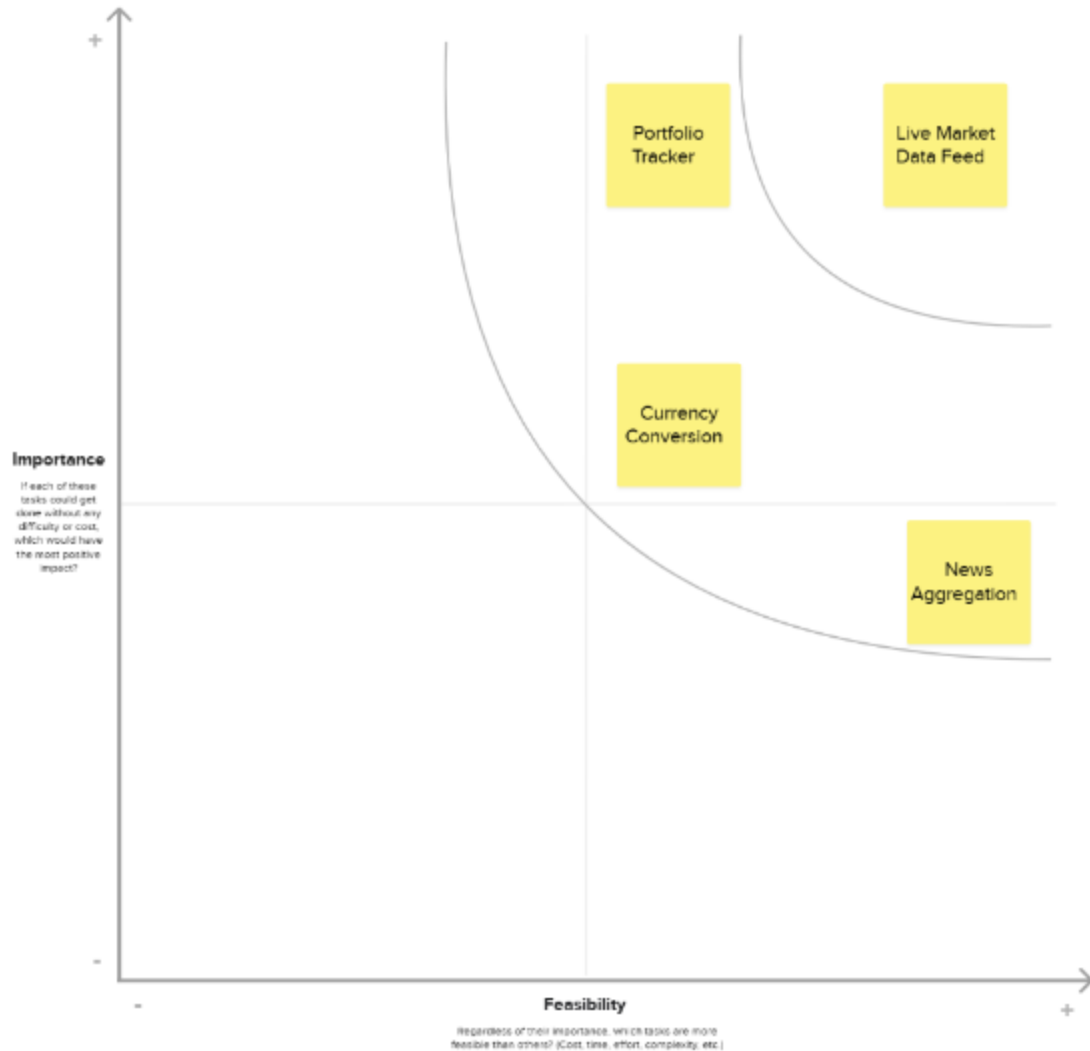 +
Portfolio
Tracker
Live Market
Data Feed
Currency
Conversion
Importance
If each of these
tasks could get
done without any
difficulty or cost,
which would have
the most positive
impact?
News
Aggregation
-
-
Feasibility
+
Regardless of their importance, which tasks are more
feasible than others? (Cost, time, effort, complexity, etc.)